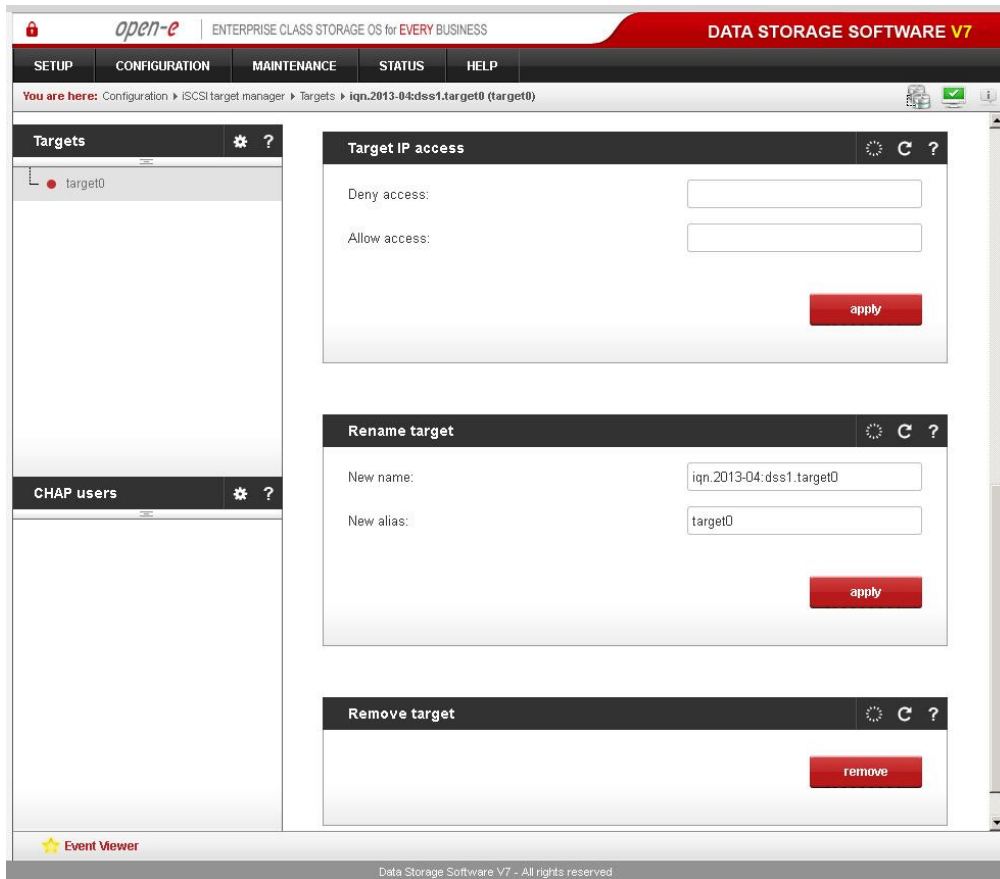 open-e ENTERPRISE CLASS STORAGE OS for EVERY BUSINESS DATA STORAGE SOFTWARE V7
SETUP CONFIGURATION MAINTENANCE STATUS HELP
You are here: Configuration ▸ iSCSI target manager ▸ Targets ▸ iqn.2013-04:dss1.target0 (target0)
Targets ?
target0
CHAP users ?
Target IP access ?
Deny access:
Allow access:
apply
Rename target ?
New name: iqn.2013-04:dss1.target0
New alias: target0
apply
Remove target ?
remove
Event Viewer
Data Storage Software V7 - All rights reserved